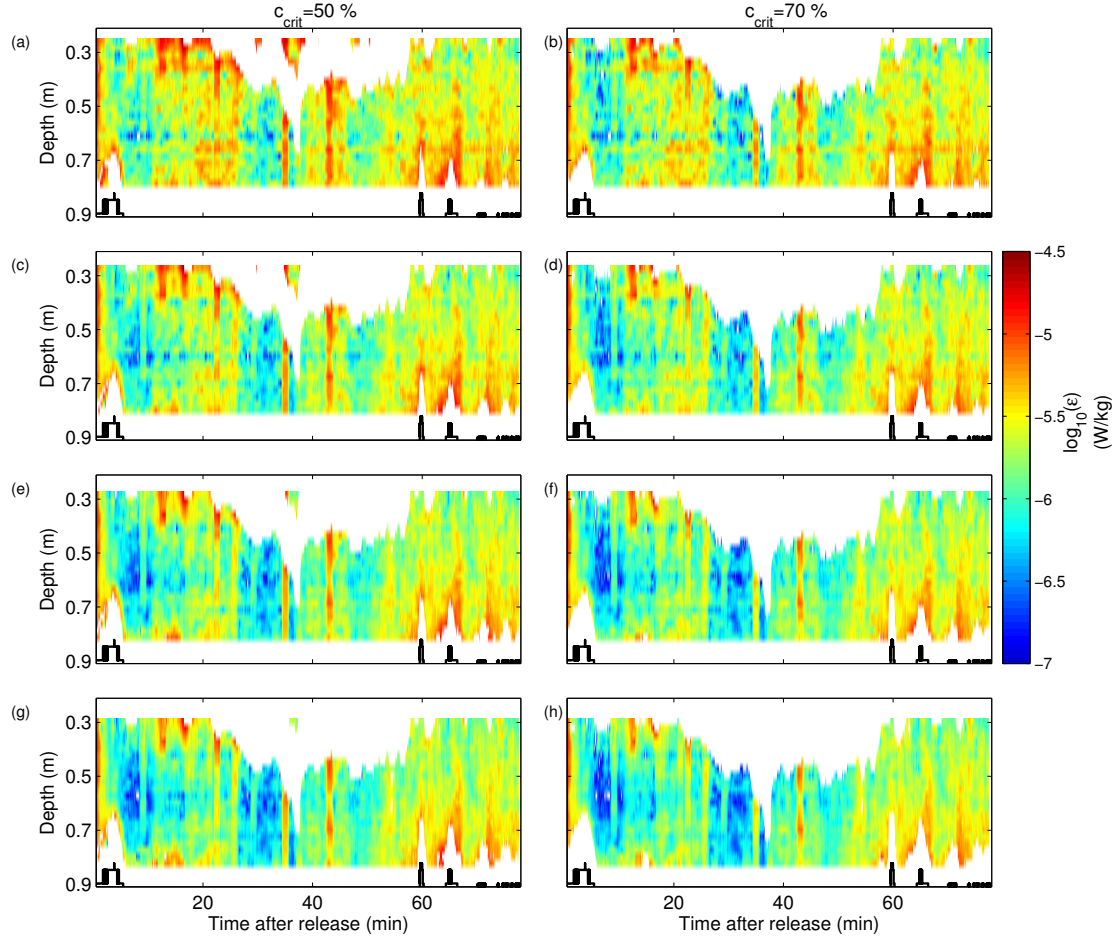 c_crit=50 %
c_crit=70 %
(a)
(b)
0.3
0.5
0.7
0.9
Depth (m)
(c)
(d)
0.3
0.5
0.7
0.9
Depth (m)
(e)
(f)
0.3
0.5
0.7
0.9
Depth (m)
(g)
(h)
0.3
0.5
0.7
0.9
Depth (m)
20
40
60
20
40
60
Time after release (min)
Time after release (min)
−4.5
−5
−5.5
−6
−6.5
−7
log10(ε)
(W/kg)